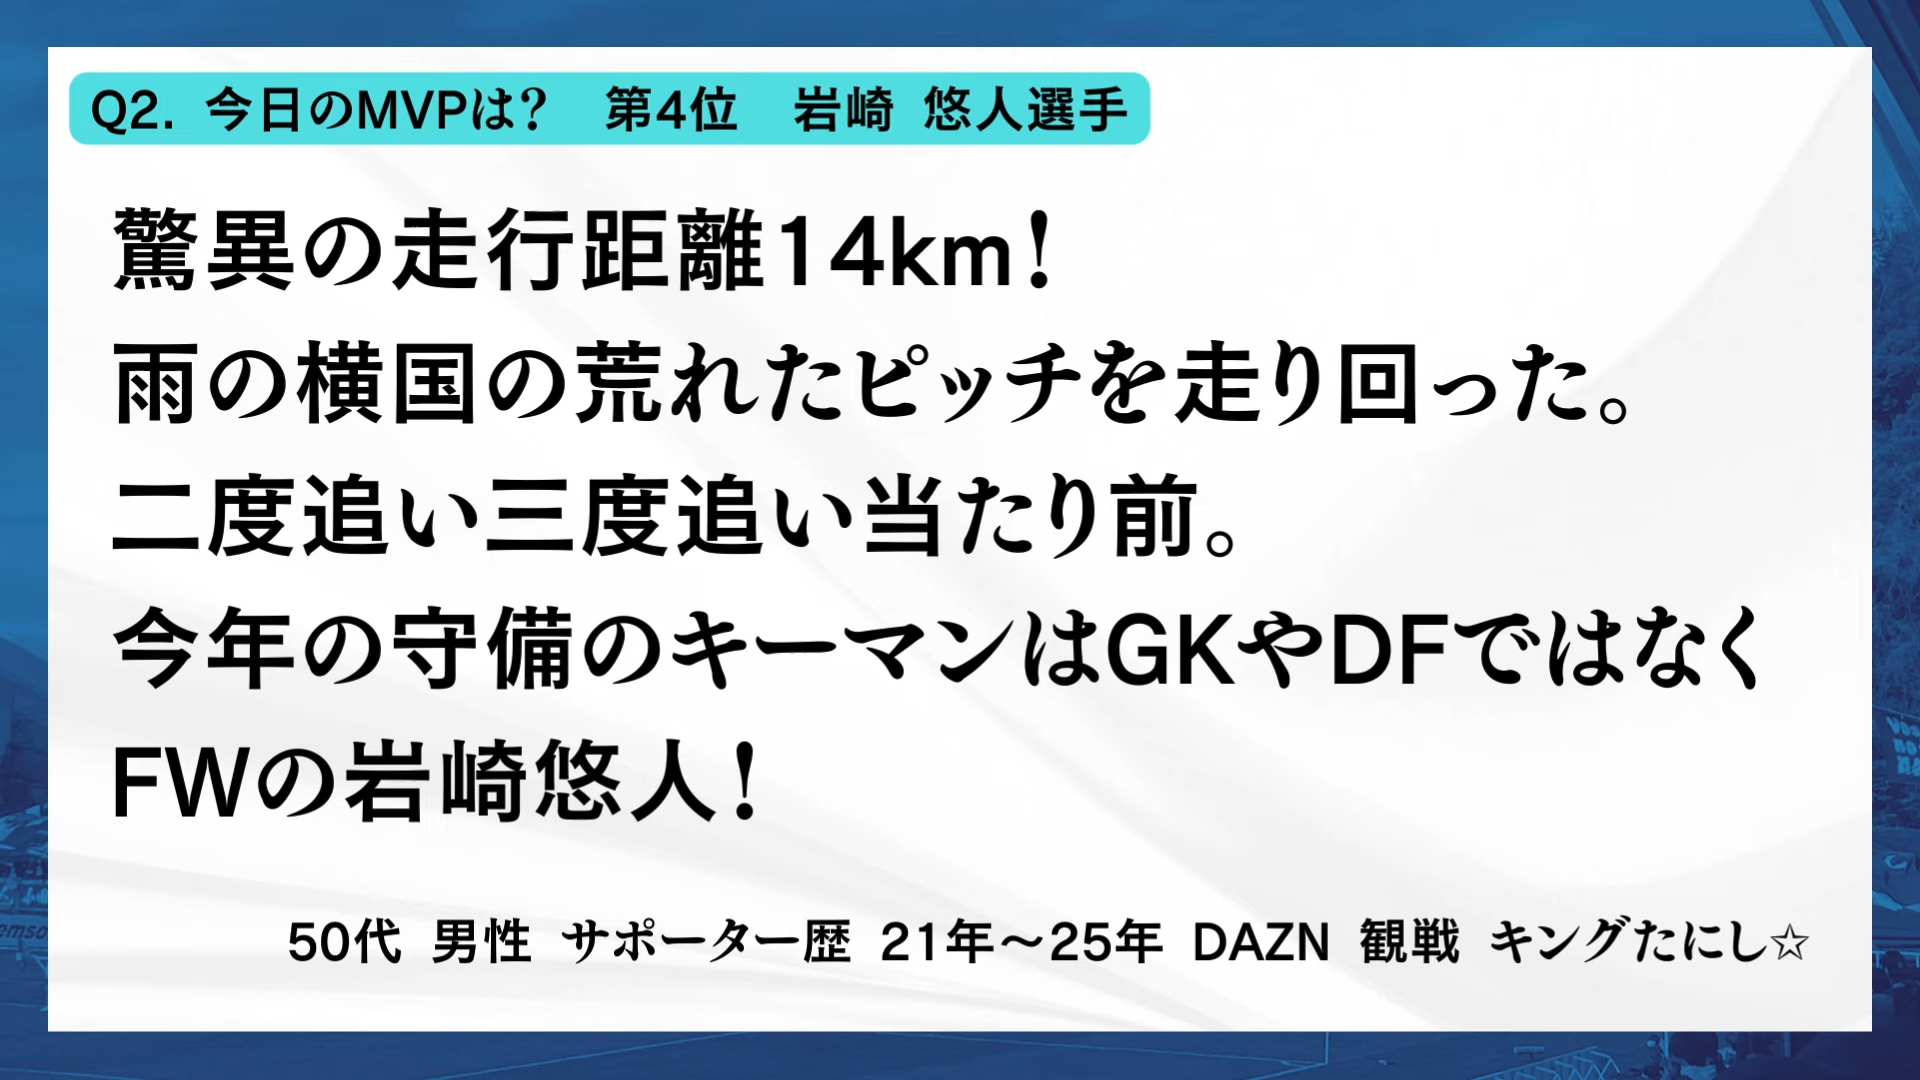 Q2. 今日のMVPは？　第4位　岩崎 悠人選手
驚異の走行距離14km！
雨の横国の荒れたピッチを走り回った。
二度追い三度追い当たり前。
今年の守備のキーマンはGKやDFではなく
FWの岩崎悠人！
50代 男性 サポーター歴 21年～25年 DAZN 観戦 キングたにし☆